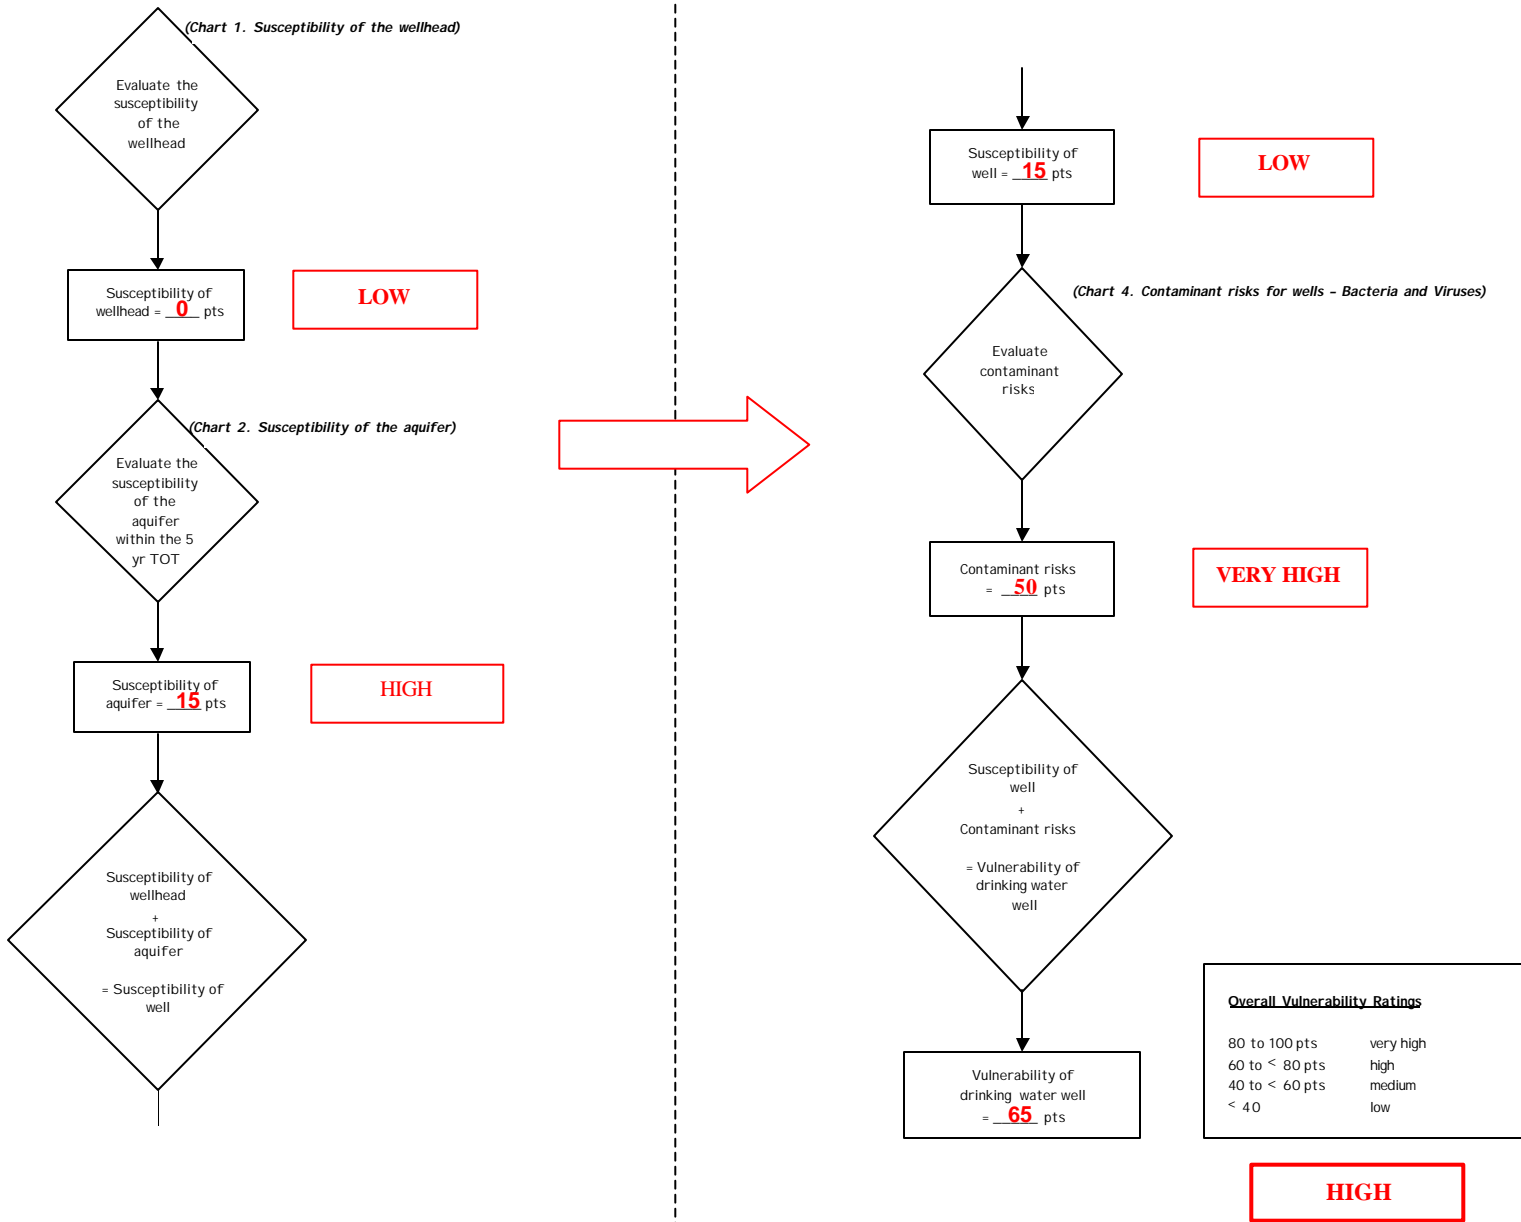 (Chart 1. Susceptibility of the wellhead)
Evaluate the
susceptibility
of the
wellhead
Susceptibility of
wellhead = __0__ pts
LOW
(Chart 2. Susceptibility of the aquifer)
Evaluate the
susceptibility
of the
aquifer
within the 5
yr TOT
Susceptibility of
aquifer = __15__ pts
HIGH
Susceptibility of
wellhead
+
Susceptibility of
aquifer
= Susceptibility of
well
Susceptibility of
well = __15__ pts
LOW
(Chart 4. Contaminant risks for wells – Bacteria and Viruses)
Evaluate
contaminant
risks
Contaminant risks
= __50__ pts
VERY HIGH
Susceptibility of
well
+
Contaminant risks
= Vulnerability of
drinking water
well
Vulnerability of
drinking water well
= __65__ pts
Overall Vulnerability Ratings
80 to 100 pts very high
60 to < 80 pts high
40 to < 60 pts medium
< 40 low
HIGH